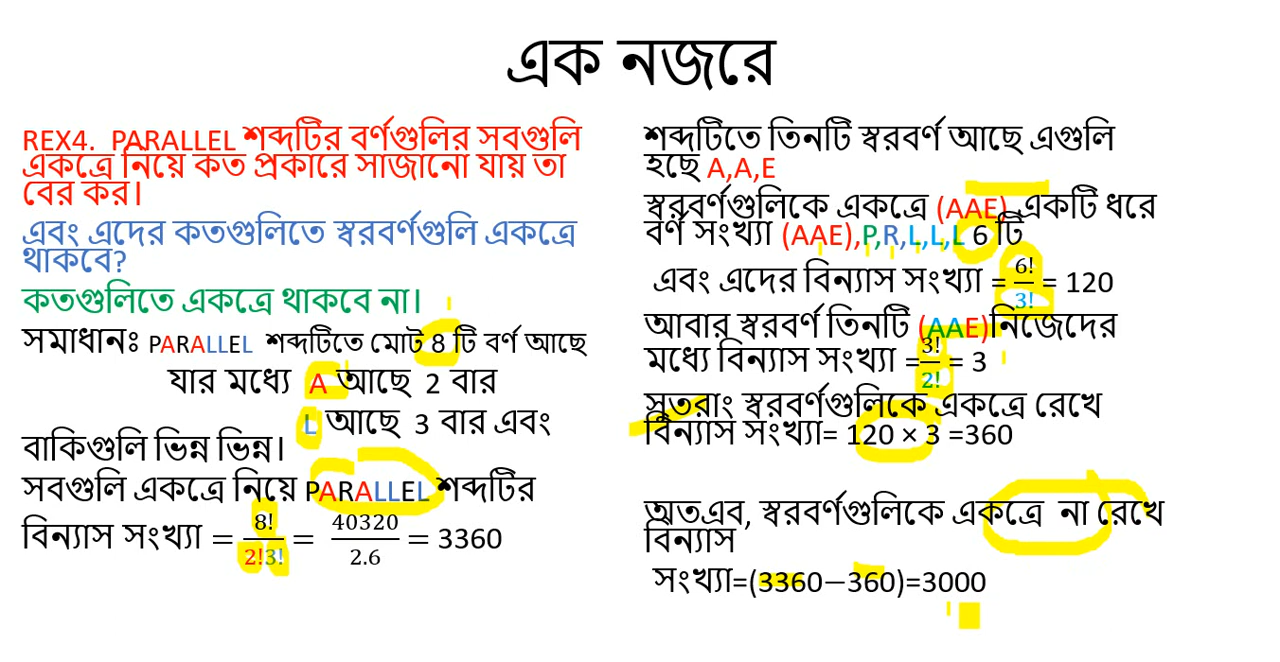 এক নজরে
REX4. PARALLEL শব্দটির বর্ণগুলির সবগুলি
একত্রে নিয়ে কত প্রকারে সাজানো যায় তা
বের কর।
এবং এদের কতগুলিতে স্বরবর্ণগুলি একত্রে
থাকবে?
কতগুলিতে একত্রে থাকবে না।
সমাধানঃ PARALLEL শব্দটিতে মোট 8 টি বর্ণ আছে
যার মধ্যে A আছে 2 বার
L আছে 3 বার এবং
বাকিগুলি ভিন্ন ভিন্ন।
সবগুলি একত্রে নিয়ে PARALLEL শব্দটির
বিন্যাস সংখ্যা = 8!/2!3! = 40320/2.6 = 3360
শব্দটিতে তিনটি স্বরবর্ণ আছে এগুলি
হছে A,A,E
স্বরবর্ণগুলিকে একত্রে (AAE) একটি ধরে
বর্ণ সংখ্যা (AAE),P,R,L,L,L 6 টি
এবং এদের বিন্যাস সংখ্যা = 6!/3! = 120
আবার স্বরবর্ণ তিনটি (AAE)নিজেদের
মধ্যে বিন্যাস সংখ্যা =3!/2! = 3
সুতরাং স্বরবর্ণগুলিকে একত্রে রেখে
বিন্যাস সংখ্যা= 120 × 3 =360
অতএব, স্বরবর্ণগুলিকে একত্রে না রেখে
বিন্যাস
সংখ্যা=(3360−360)=3000